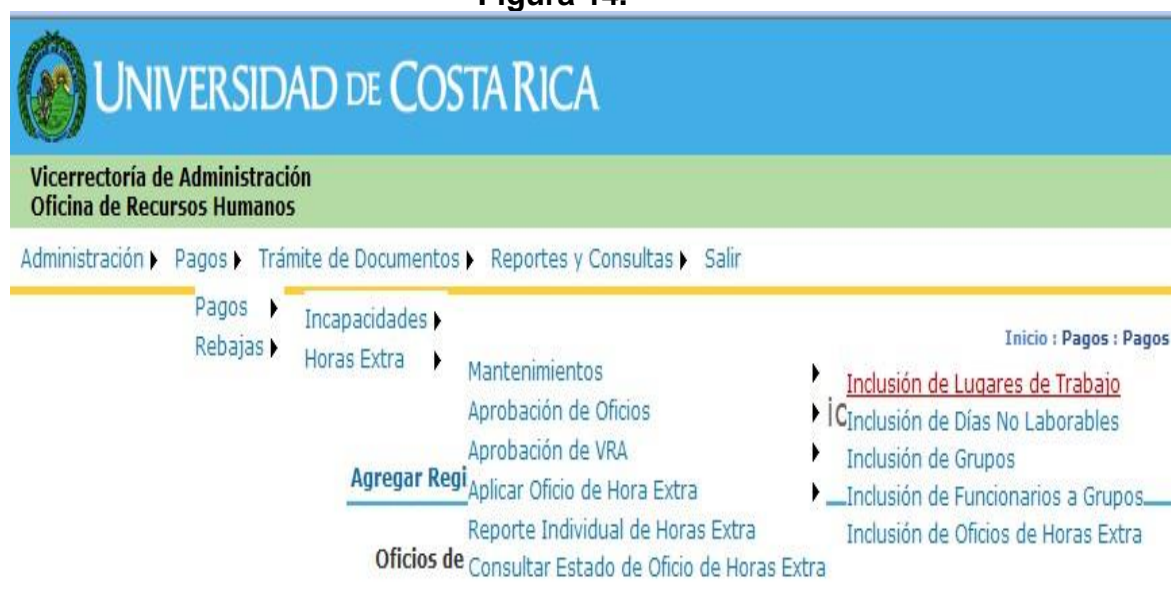 Figura 14.
UNIVERSIDAD DE COSTA RICA
Vicerrectoría de Administración
Oficina de Recursos Humanos
Administración Pagos Trámite de Documentos Reportes y Consultas Salir
Pagos
Rebajas
Incapacidades
Horas Extra
Inicio : Pagos : Pagos
Mantenimientos
Aprobación de Oficios
Aprobación de VRA
Aplicar Oficio de Hora Extra
Reporte Individual de Horas Extra
Consultar Estado de Oficio de Horas Extra
Inclusión de Lugares de Trabajo
Inclusión de Días No Laborables
Inclusión de Grupos
Inclusión de Funcionarios a Grupos
Inclusión de Oficios de Horas Extra
Agregar Regi
Oficios de